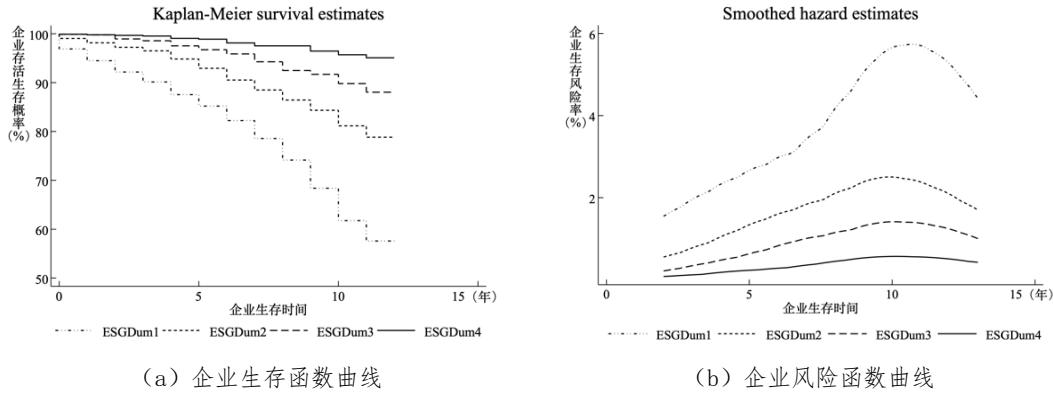 Kaplan-Meier survival estimates
企业存活生存概率（%）
100
90
80
70
60
50
0
5
10
15（年）
企业生存时间
ESGDum1
ESGDum2
ESGDum3
ESGDum4
（a）企业生存函数曲线
Smoothed hazard estimates
企业生存风险率（%）
6
4
2
0
0
5
10
15（年）
企业生存时间
ESGDum1
ESGDum2
ESGDum3
ESGDum4
（b）企业风险函数曲线